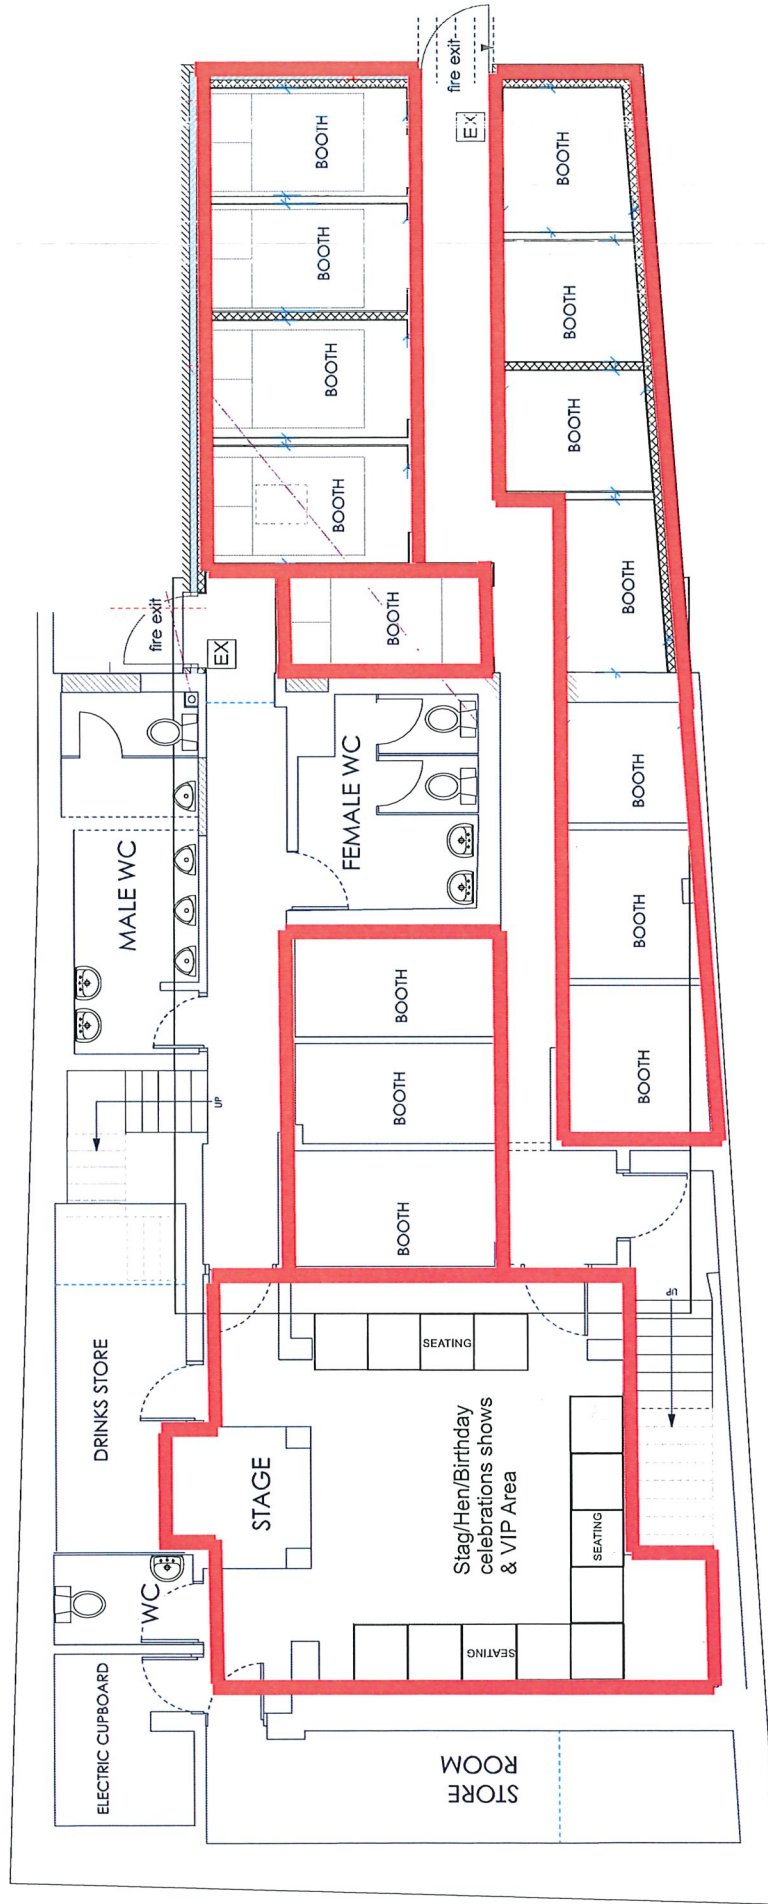 fire exit
EX
BOOTH
BOOTH
BOOTH
BOOTH
BOOTH
BOOTH
BOOTH
BOOTH
fire exit
EX
BOOTH
BOOTH
MALE WC
FEMALE WC
BOOTH
BOOTH
BOOTH
BOOTH
BOOTH
UP
BOOTH
UP
DRINKS STORE
SEATING
STAGE
Stag/Hen/Birthday
celebrations shows
& VIP Area
SEATING
SEATING
WC
ELECTRIC CUPBOARD
STORE
ROOM